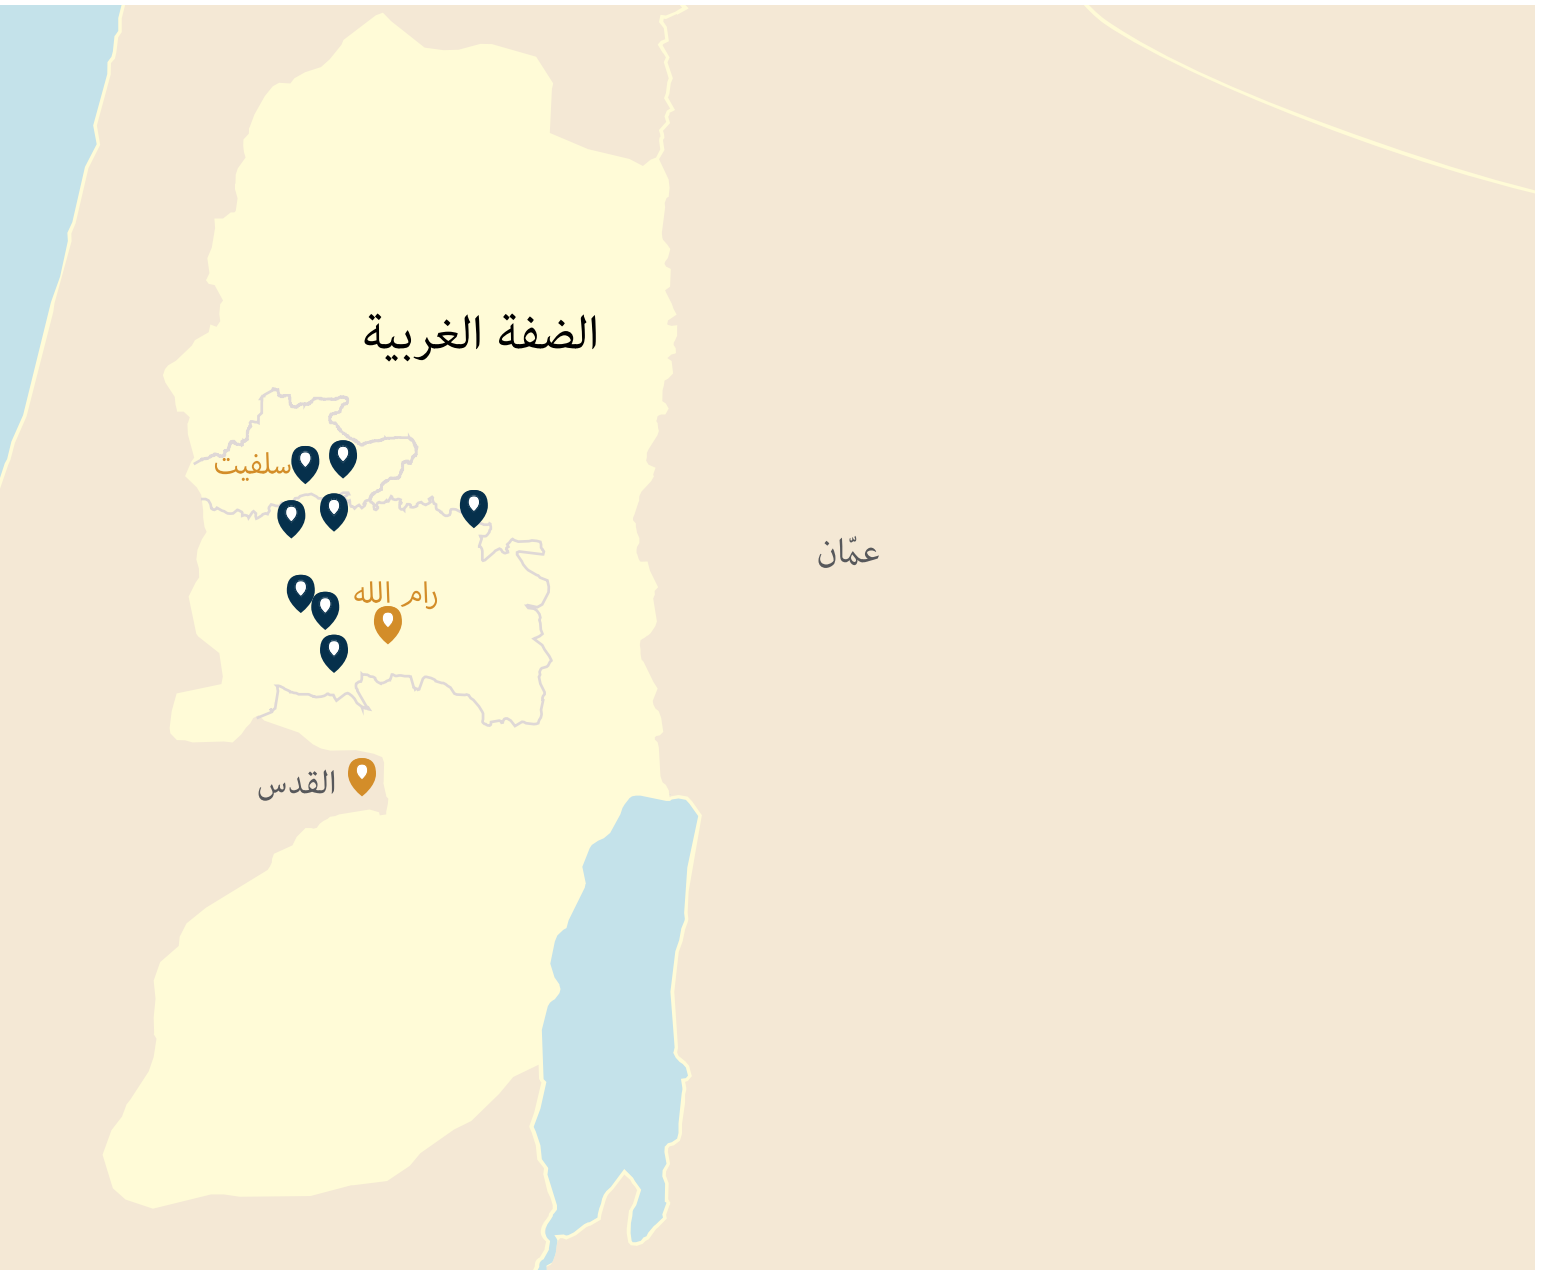 الضفة الغربية
سلفيت
عمّان
رام الله
القدس